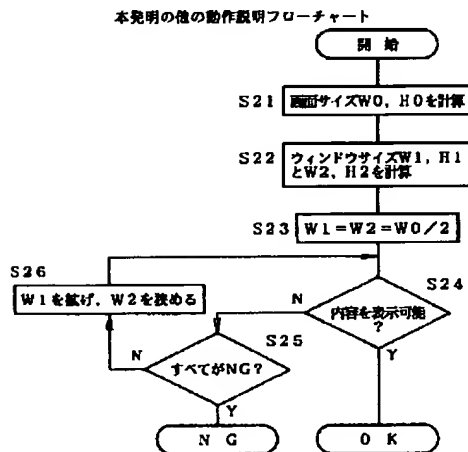 本発明の他の動作説明フローチャート
開 始
S21
画面サイズW0，H0を計算
S22
ウィンドウサイズW1，H1
とW2，H2を計算
S23
W1＝W2＝W0／2
S26
W1を拡げ，W2を狭める
S24
内容を表示可能
？
N
Y
S25
すべてがNG？
N
Y
N G
O K